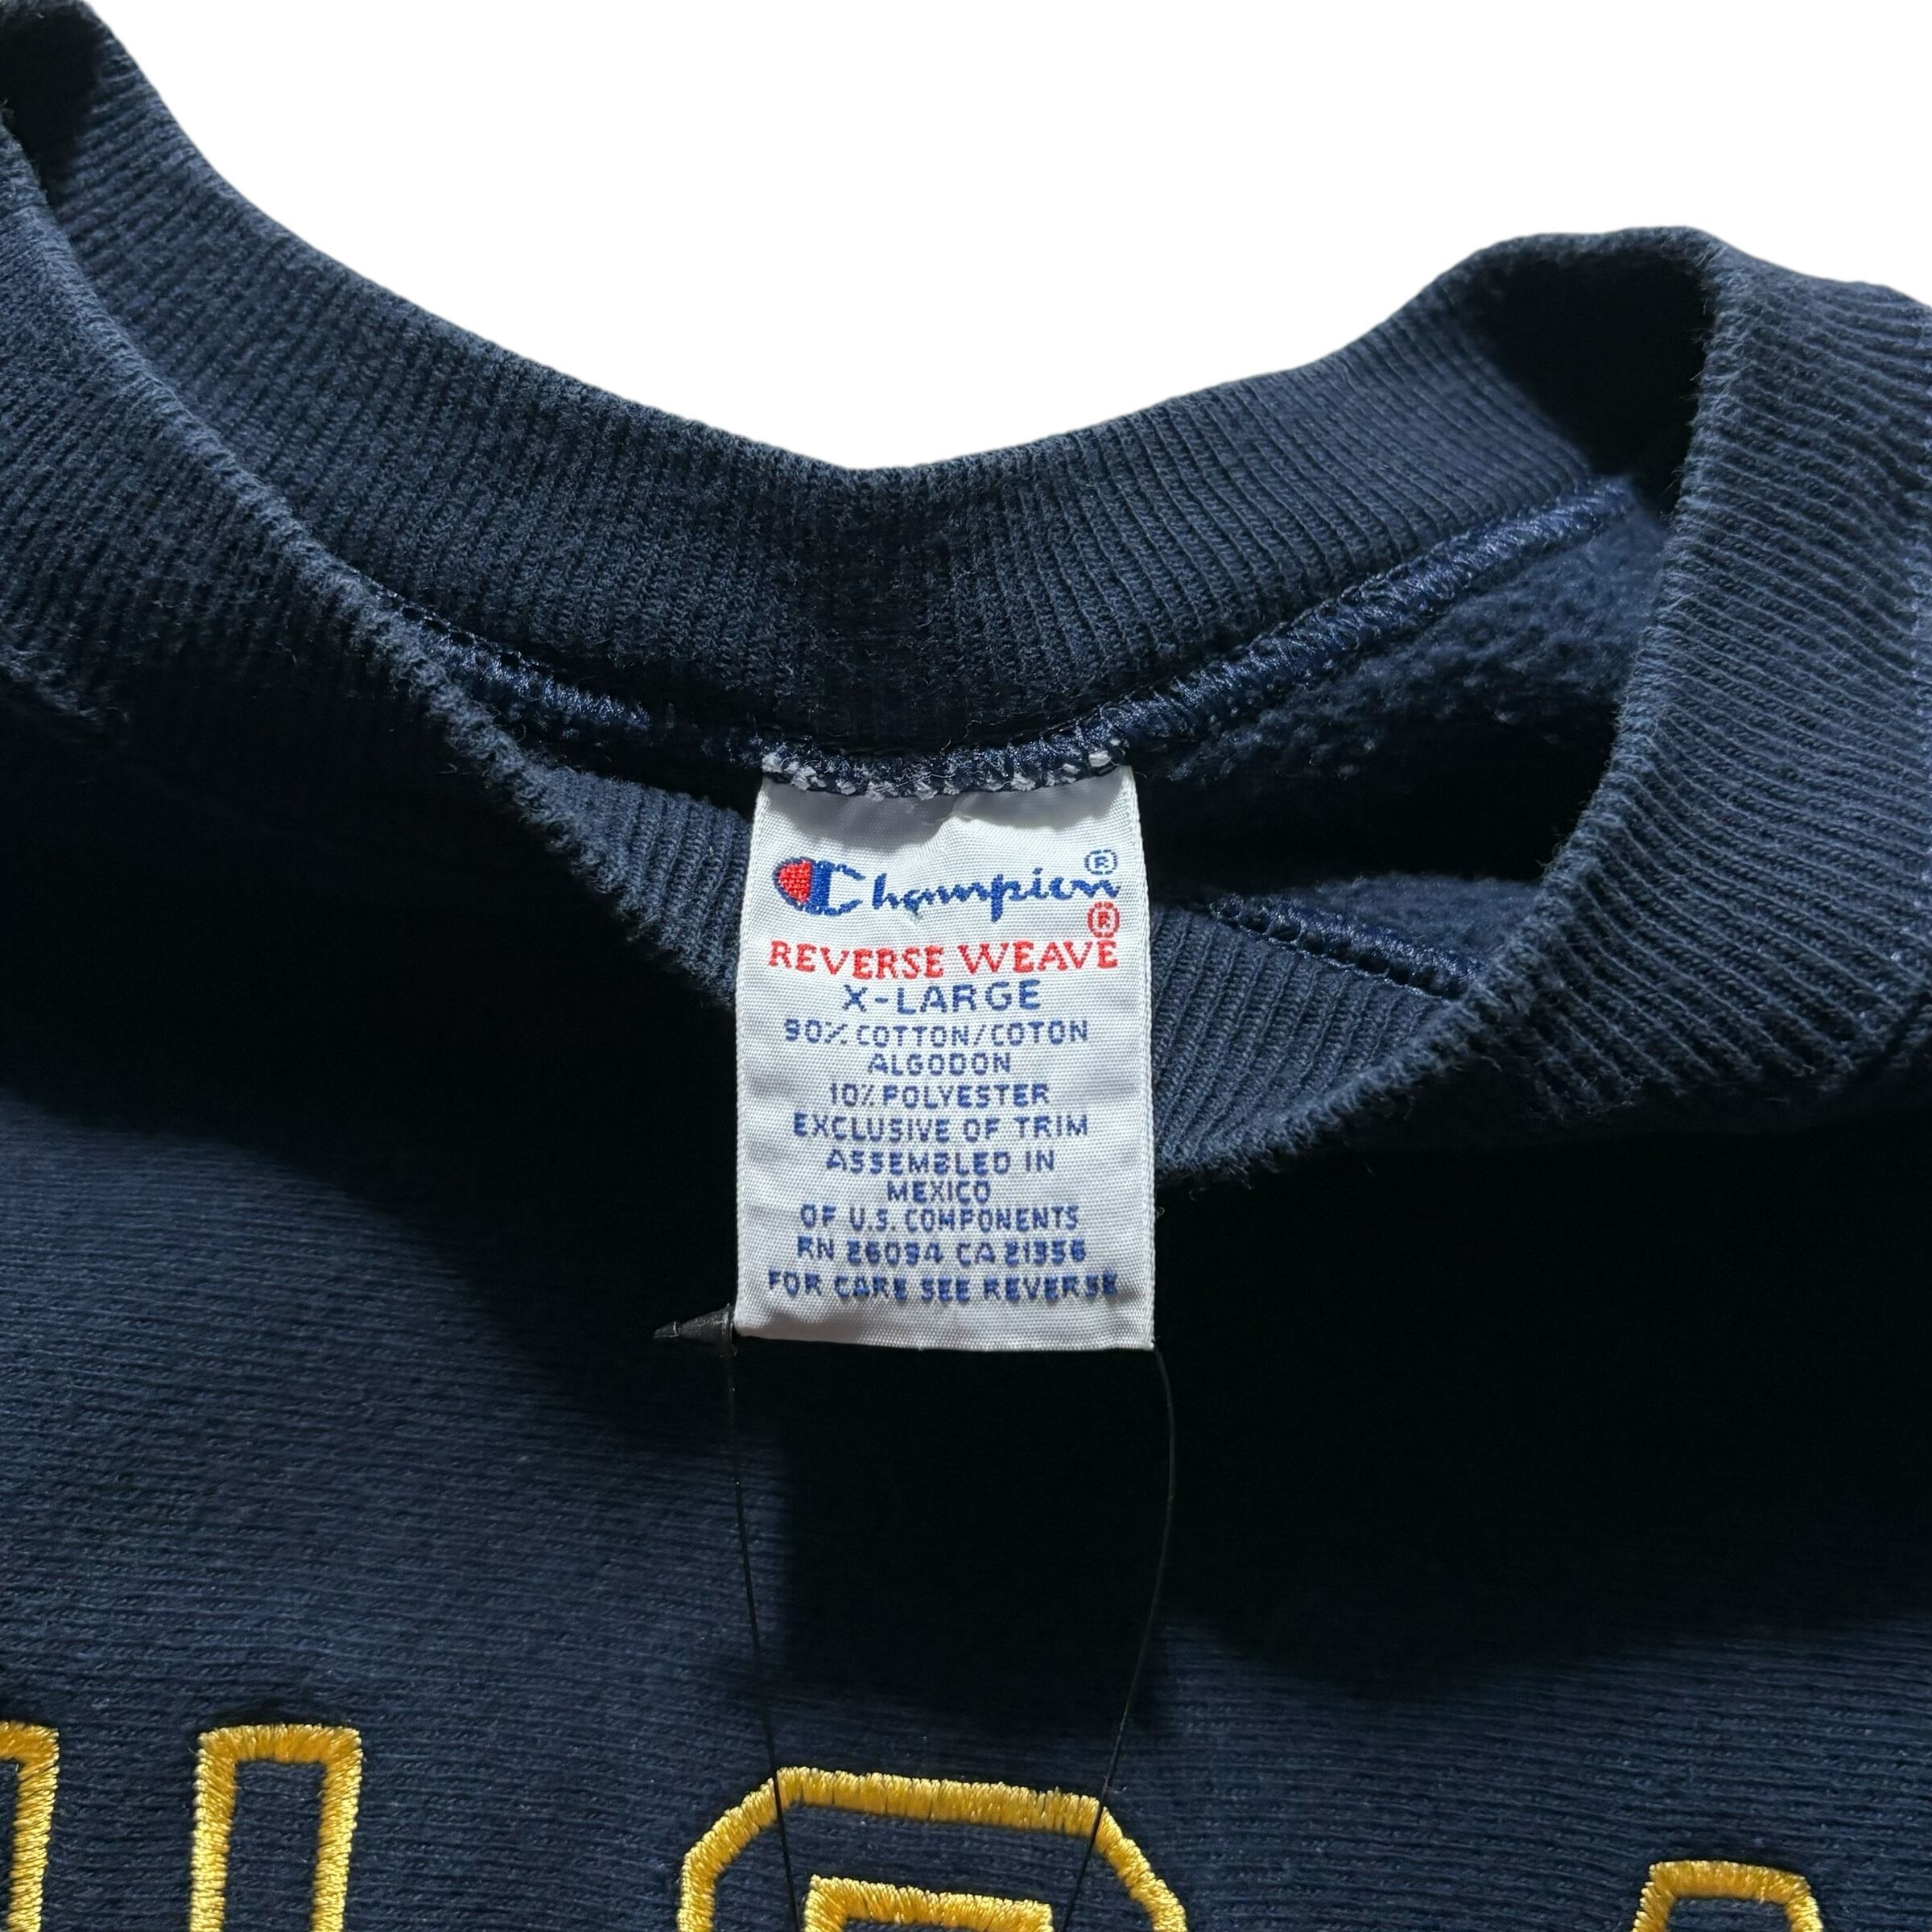 Champion®
®
REVERSE WEAVE
X-LARGE
90% COTTON/COTON
ALGODON
10% POLYESTER
EXCLUSIVE OF TRIM
ASSEMBLED IN
MEXICO
OF U.S. COMPONENTS
RN 26094 CA 21356
FOR CARE SEE REVERSE